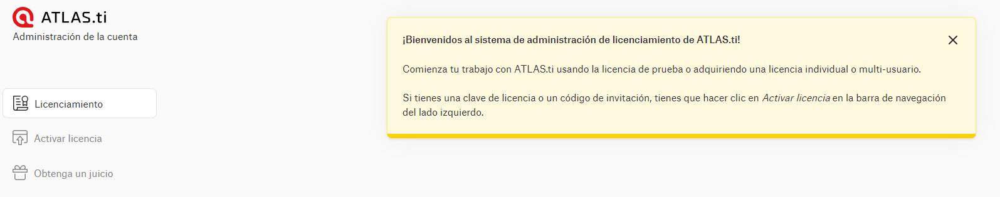 ATLAS.ti
Administración de la cuenta
Licenciamiento
Activar licencia
Obtenga un juicio
¡Bienvenidos al sistema de administración de licenciamiento de ATLAS.ti!
Comienza tu trabajo con ATLAS.ti usando la licencia de prueba o adquiriendo una licencia individual o multi-usuario.
Si tienes una clave de licencia o un código de invitación, tienes que hacer clic en Activar licencia en la barra de navegación
del lado izquierdo.